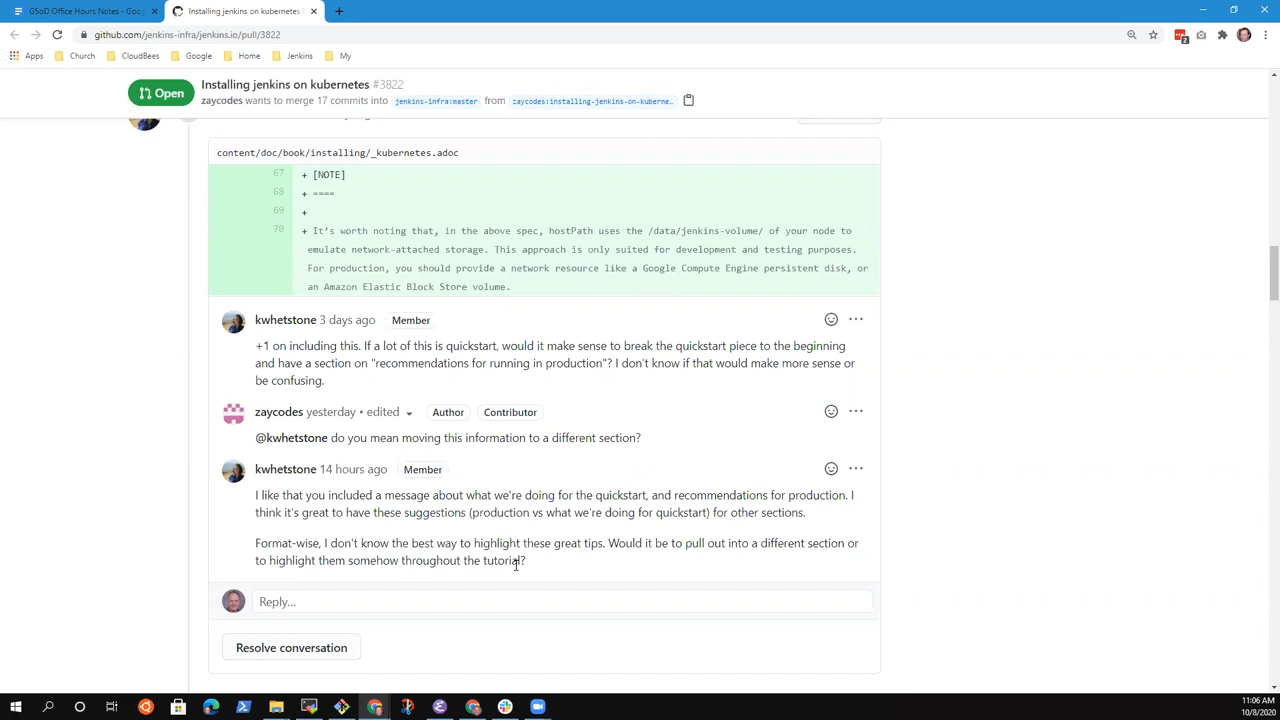 GSoD Office Hours Notes - Goog
Installing jenkins on kubernetes
github.com/jenkins-infra/jenkins.io/pull/3822
2
Apps
Church
CloudBees
Google
Home
Jenkins
My
Open
Installing jenkins on kubernetes #3822
zaycodes wants to merge 17 commits into jenkins-infra:master from zaycodes:installing-jenkins-on-kuberne…
content/doc/book/installing/_kubernetes.adoc
67 + [NOTE]
68 + ====
69 +
70 + It's worth noting that, in the above spec, hostPath uses the /data/jenkins-volume/ of your node to
emulate network-attached storage. This approach is only suited for development and testing purposes.
For production, you should provide a network resource like a Google Compute Engine persistent disk, or
an Amazon Elastic Block Store volume.
kwhetstone 3 days ago Member
+1 on including this. If a lot of this is quickstart, would it make sense to break the quickstart piece to the beginning
and have a section on "recommendations for running in production"? I don't know if that would make more sense or
be confusing.
zaycodes yesterday • edited Author Contributor
@kwhetstone do you mean moving this information to a different section?
kwhetstone 14 hours ago Member
I like that you included a message about what we're doing for the quickstart, and recommendations for production. I
think it's great to have these suggestions (production vs what we're doing for quickstart) for other sections.
Format-wise, I don't know the best way to highlight these great tips. Would it be to pull out into a different section or
to highlight them somehow throughout the tutorial?
Reply...
Resolve conversation
11:06 AM
10/8/2020